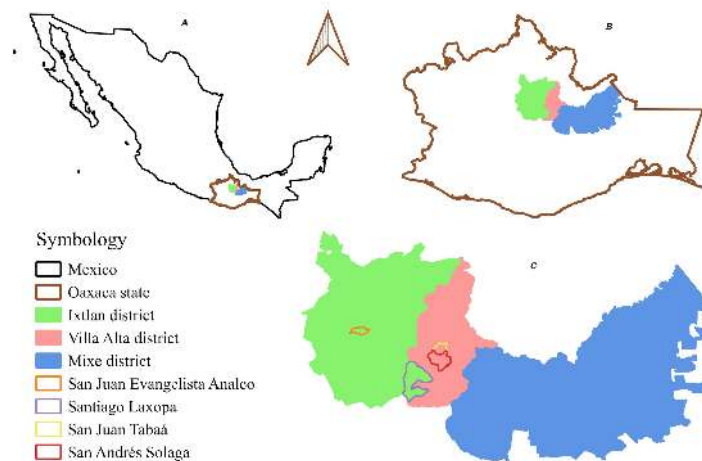 A
B
Symbology
Mexico
Oaxaca state
Ixtlan district
Villa Alta district
Mixe district
San Juan Evangelista Analco
Santiago Laxopa
San Juan Tabaá
San Andrés Solaga
C